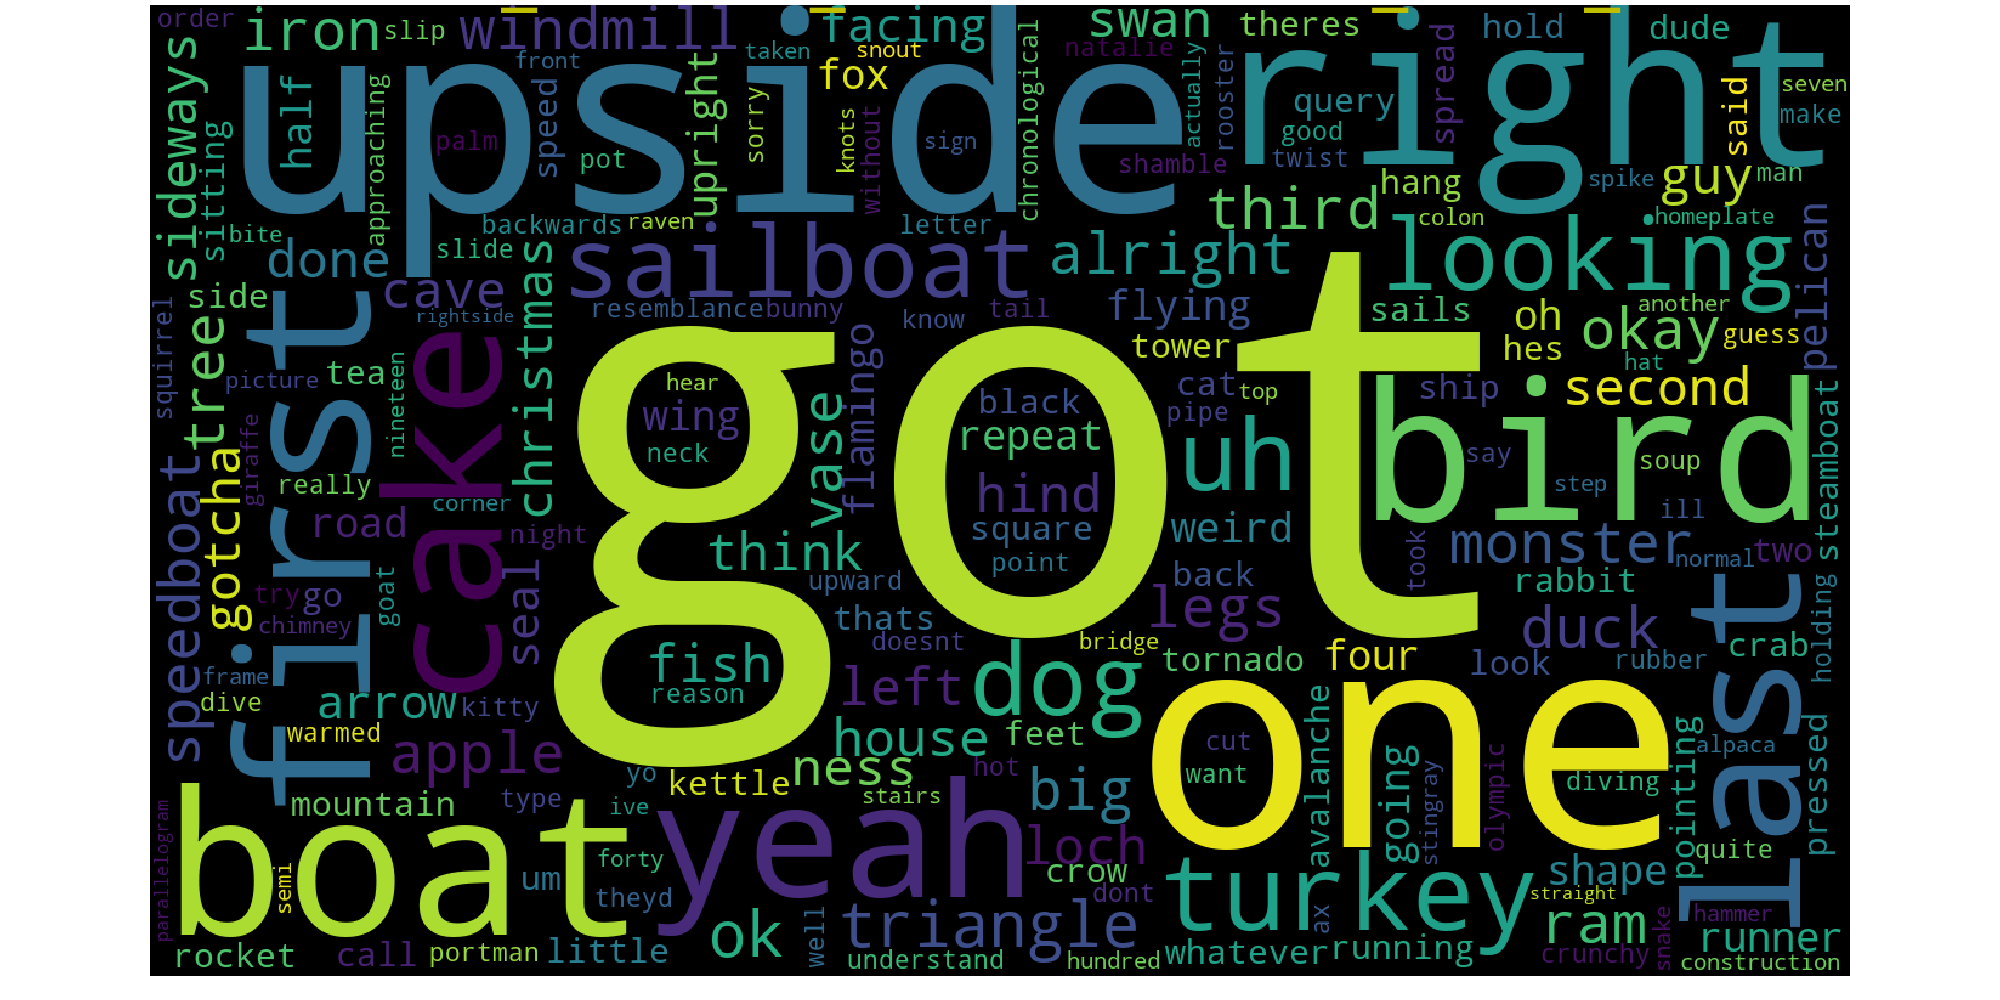 order
iron
slip
windmill
facing
swan
theres
hold
dude
front
taken
snout
natalie
fox
upside
right
sideways
half
speed
upright
sorry
knots
without
chronological
actually
rooster
query
spread
said
seven
make
sitting
approaching
palm
pot
sign
shamble
good
twist
hang
spike
guy
man
bite
backwards
raven
letter
third
colon
homeplate
done
slide
sailboat
alright
looking
pelican
side
cave
christmas
resemblance
bunny
tail
flying
sails
another
rightside
know
oh
okay
guess
squirrel
tree
first
cake
got
tower
hes
hat
picture
tea
hear
flamingo
cat
top
bird
ship
second
nineteen
giraffe
wing
vase
black
pipe
steamboat
gotcha
really
neck
repeat
uh
say
soup
road
corner
hind
step
ill
speedboat
night
think
square
weird
monster
normal
two
goat
seal
point
took
try
go
upward
back
rabbit
chimney
thats
legs
duck
holding
last
doesnt
bridge
crab
frame
fish
dog
tornado
four
look
rubber
dive
arrow
kitty
reason
left
one
warmed
apple
house
feet
avalanche
cut
going
pressed
pointing
alpaca
yo
kettle
ness
hot
big
want
stingray
olympic
diving
mountain
type
ive
stairs
parallelogram
boat
yeah
loch
semi
forty
crow
turkey
shape
quite
um
theyd
dont
straight
well
ok
triangle
ax
ram
snake
hammer
runner
rocket
call
portman
little
understand
hundred
whatever
running
crunchy
construction